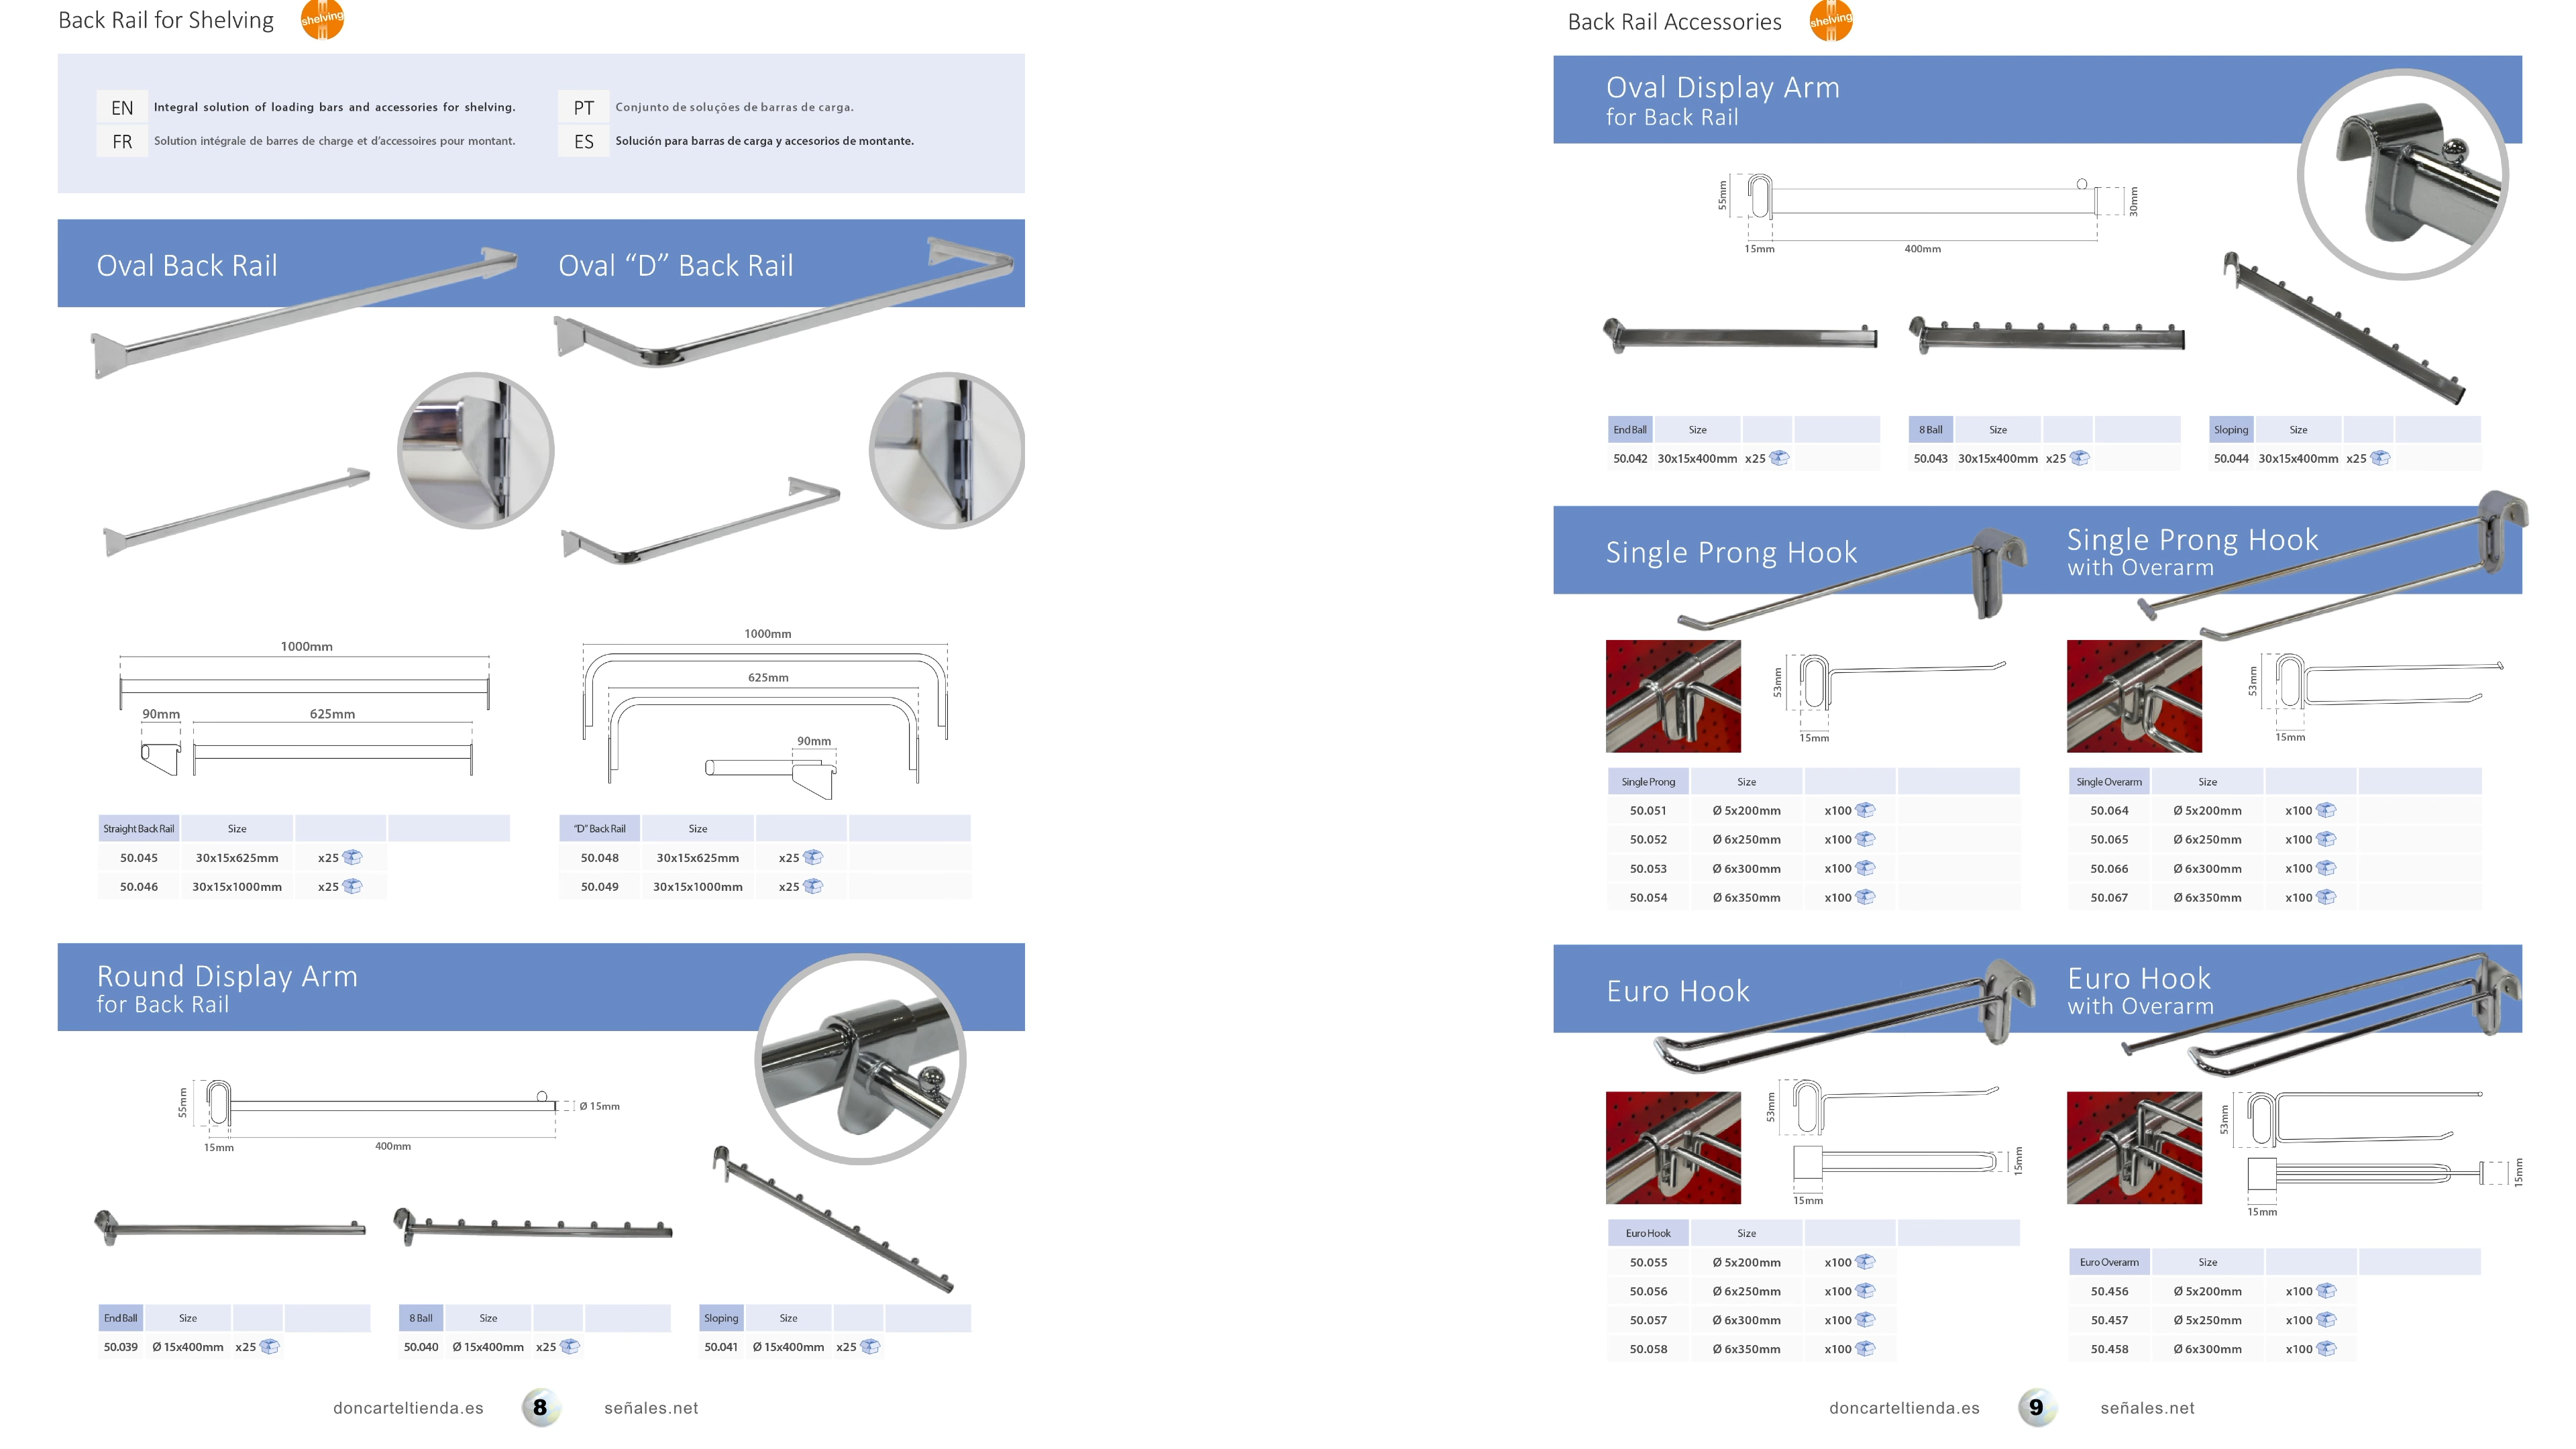 Back Rail for Shelving
shelving
EN Integral solution of loading bars and accessories for shelving.
FR Solution intégrale de barres de charge et d'accessoires pour montant.
PT Conjunto de soluções de barras de carga.
ES Solución para barras de carga y accesorios de montante.
Oval Back Rail
Oval “D” Back Rail
1000mm
90mm
625mm
1000mm
625mm
90mm
Straight Back Rail Size
50.045 30x15x625mm x25
50.046 30x15x1000mm x25
“D” Back Rail Size
50.048 30x15x625mm x25
50.049 30x15x1000mm x25
Round Display Arm
for Back Rail
55mm
Ø 15mm
15mm
400mm
End Ball Size
50.039 Ø 15x400mm x25
8 Ball Size
50.040 Ø 15x400mm x25
Sloping Size
50.041 Ø 15x400mm x25
doncarteltienda.es 8 señales.net
Back Rail Accessories
shelving
Oval Display Arm
for Back Rail
55mm
30mm
15mm
400mm
End Ball Size
50.042 30x15x400mm x25
8 Ball Size
50.043 30x15x400mm x25
Sloping Size
50.044 30x15x400mm x25
Single Prong Hook
53mm
15mm
Single Prong Size
50.051 Ø 5x200mm x100
50.052 Ø 6x250mm x100
50.053 Ø 6x300mm x100
50.054 Ø 6x350mm x100
Single Prong Hook
with Overarm
53mm
15mm
Single Overarm Size
50.064 Ø 5x200mm x100
50.065 Ø 6x250mm x100
50.066 Ø 6x300mm x100
50.067 Ø 6x350mm x100
Euro Hook
53mm
15mm
15mm
Euro Hook Size
50.055 Ø 5x200mm x100
50.056 Ø 6x250mm x100
50.057 Ø 6x300mm x100
50.058 Ø 6x350mm x100
Euro Hook
with Overarm
53mm
15mm
15mm
Euro Overarm Size
50.456 Ø 5x200mm x100
50.457 Ø 5x250mm x100
50.458 Ø 6x300mm x100
doncarteltienda.es 9 señales.net